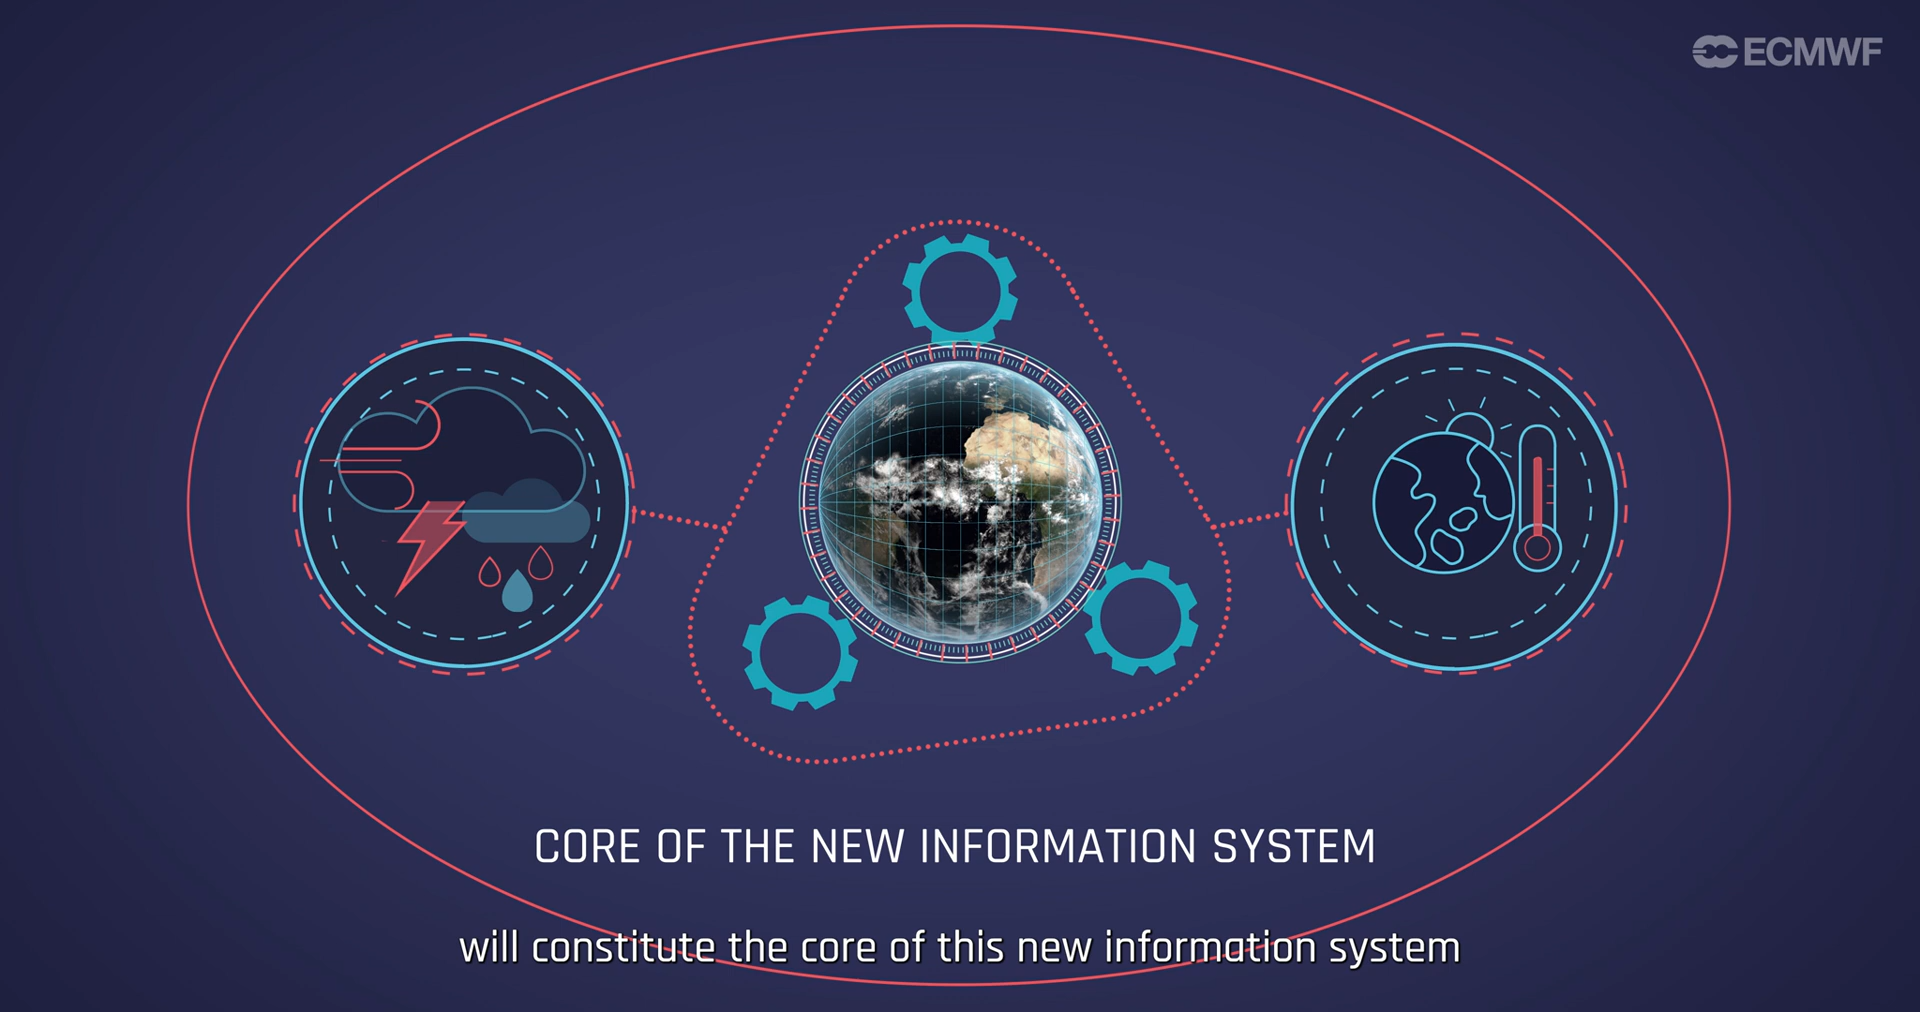 ECMWF
CORE OF THE NEW INFORMATION SYSTEM
will constitute the core of this new information system